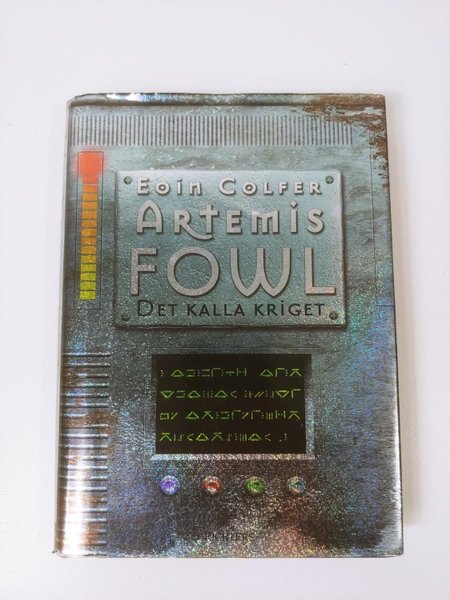 Eoin Colfer
Artemis
FOWL
Det kalla kriget